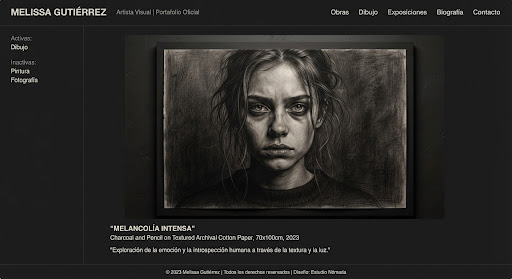 MELISSA GUTIÉRREZ
Artista Visual | Portafolio Oficial
Obras Dibujo Exposiciones Biografía Contacto
Activas:
Dibujo
Inactivas:
Pintura
Fotografía
"MELANCOLÍA INTENSA"
Charcoal and Pencil on Textured Archival Cotton Paper, 70x100cm, 2023
"Exploración de la emoción y la introspección humana a través de la textura y la luz."
© 2023 Melissa Gutiérrez | Todos los derechos reservados | Diseño: Estudio Nómada